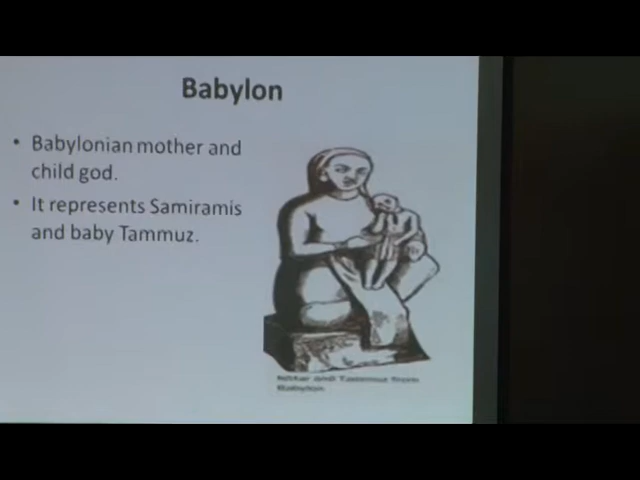 Babylon
• Babylonian mother and
child god.
• It represents Samiramis
and baby Tammuz.
Ishtar and Tammuz from
Babylon